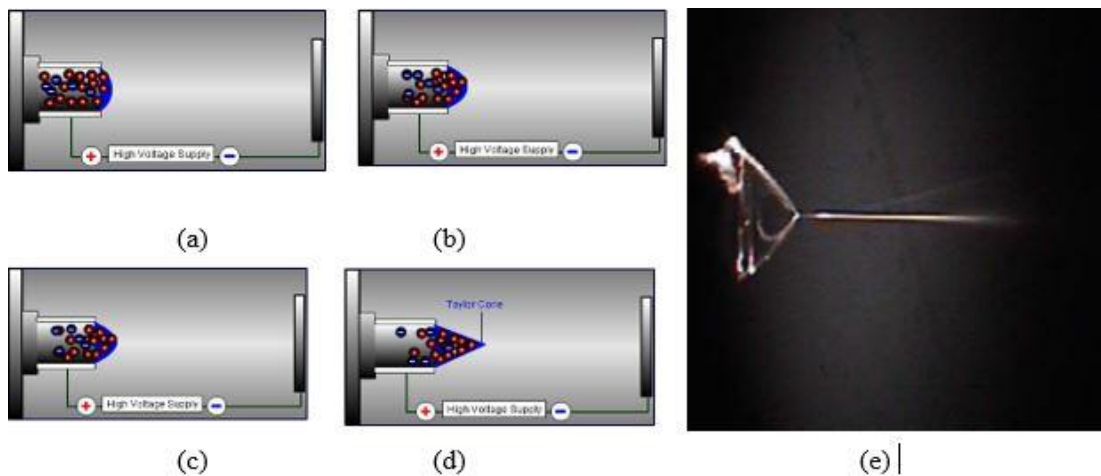 High Voltage Supply
High Voltage Supply
(a)
(b)
Taylor Cone
High Voltage Supply
High Voltage Supply
(c)
(d)
(e)